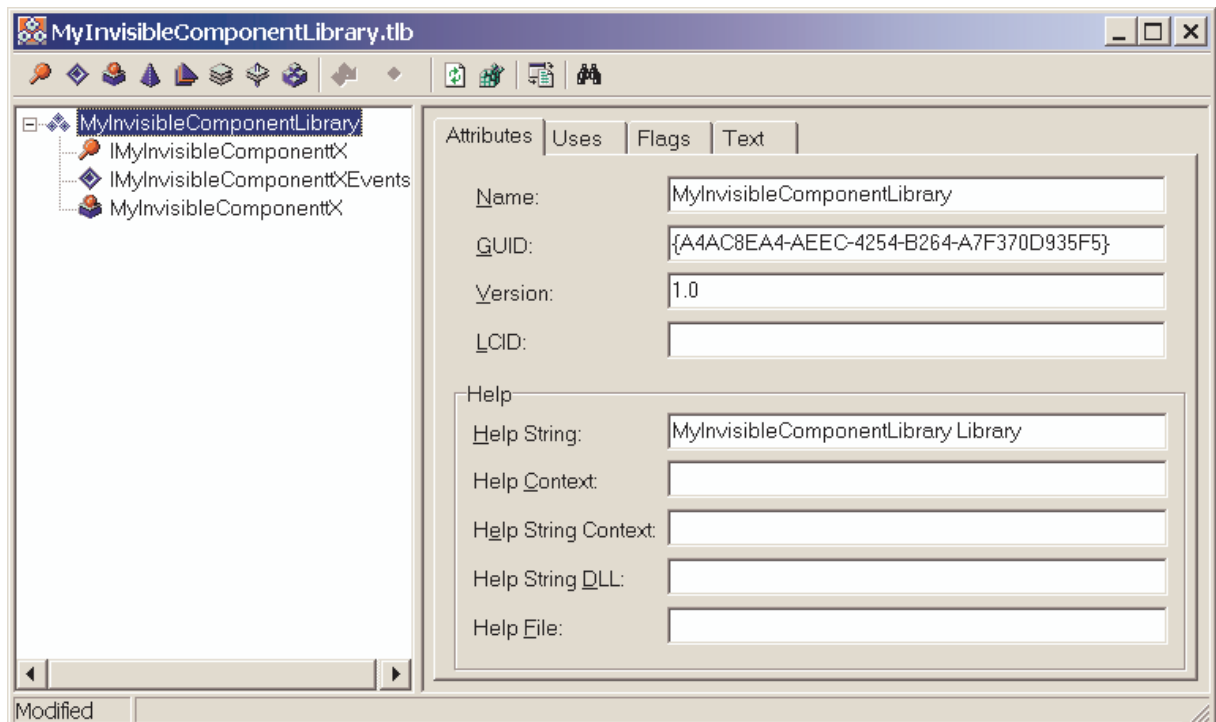 MyInvisibleComponentLibrary.tlb
MyInvisibleComponentLibrary
IMyInvisibleComponenttX
IMyInvisibleComponenttXEvents
MyInvisibleComponenttX
Attributes Uses Flags Text
Name: MyInvisibleComponentLibrary
GUID: {A4AC8EA4-AEEC-4254-B264-A7F370D935F5}
Version: 1.0
LCID:
Help
Help String: MyInvisibleComponentLibrary Library
Help Context:
Help String Context:
Help String DLL:
Help File:
Modified